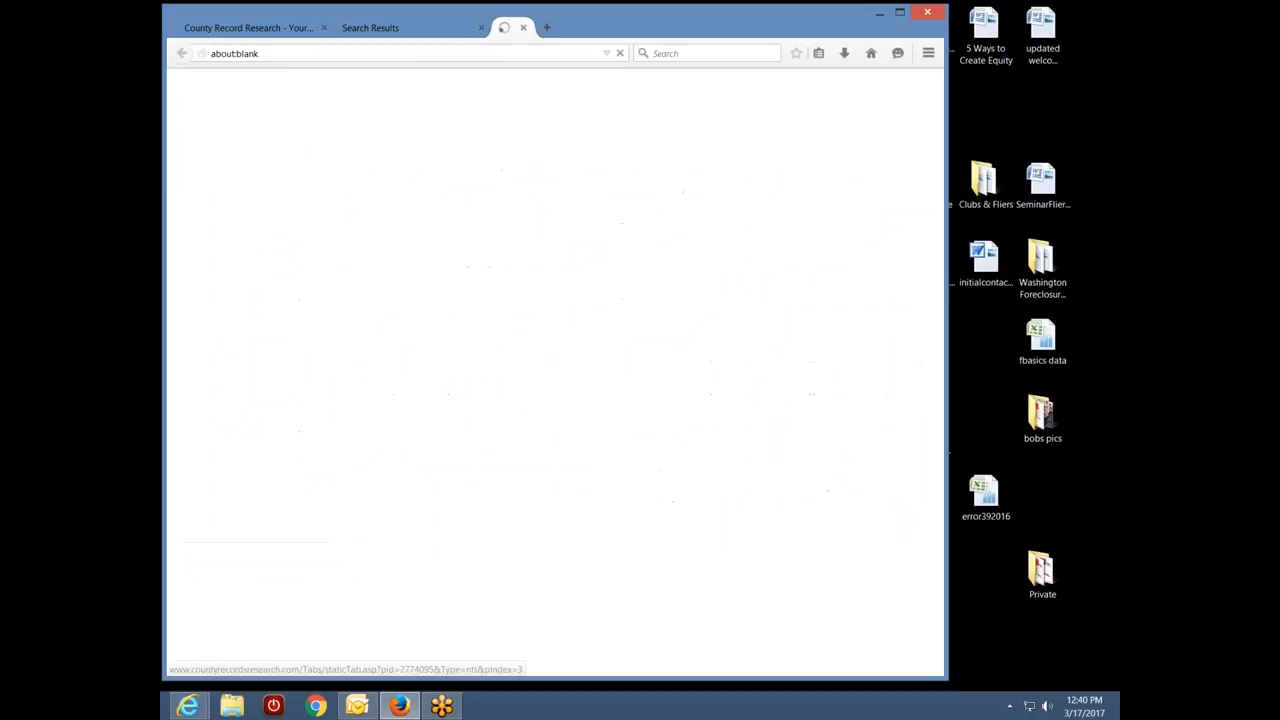 County Record Research - Your...
Search Results
about:blank
Search
5 Ways to
Create Equity
updated
welco...
Clubs & Fliers
SeminarFlier...
initialcontac...
Washington
Foreclosur...
fbasics data
bobs pics
error392016
Private
www.countyrecordsresearch.com/Tabs/staticTab.asp?pid=2774095&Type=nts&pIndex=3
12:40 PM
3/17/2017